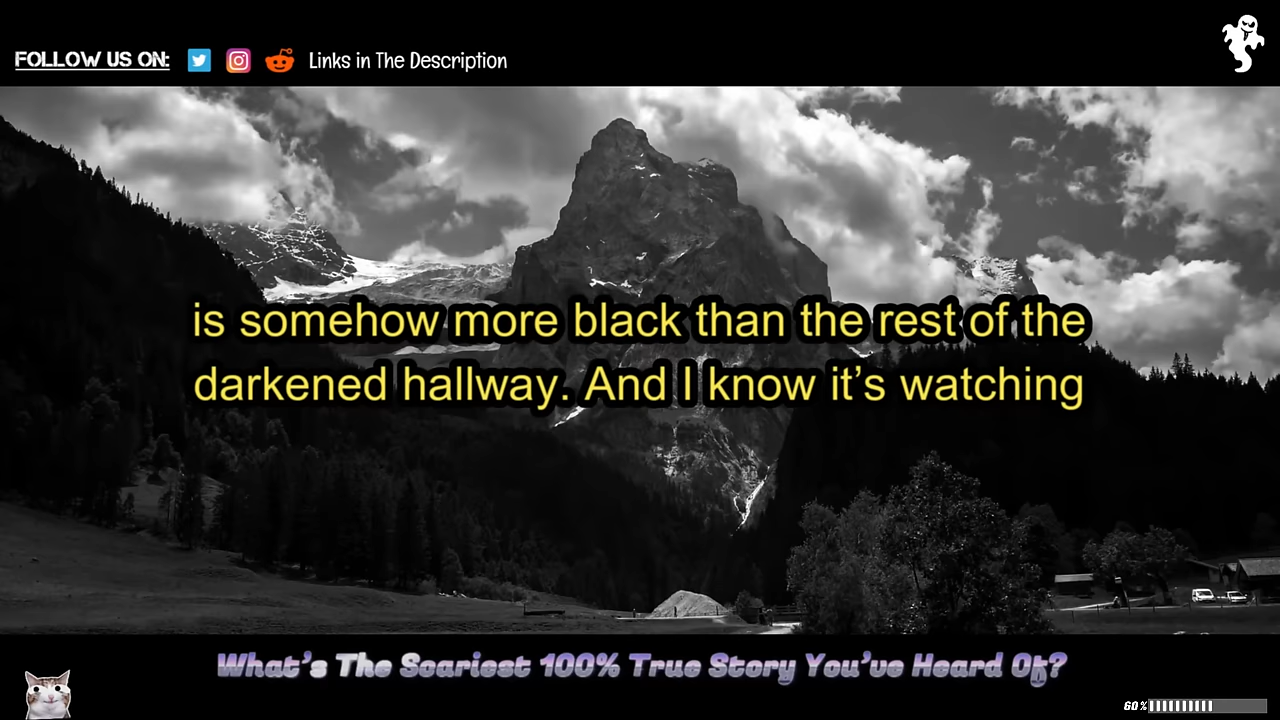 FOLLOW US ON: Links in The Description
is somehow more black than the rest of the
darkened hallway. And I know it’s watching
What’s The Scariest 100% True Story You’ve Heard Of?
60%